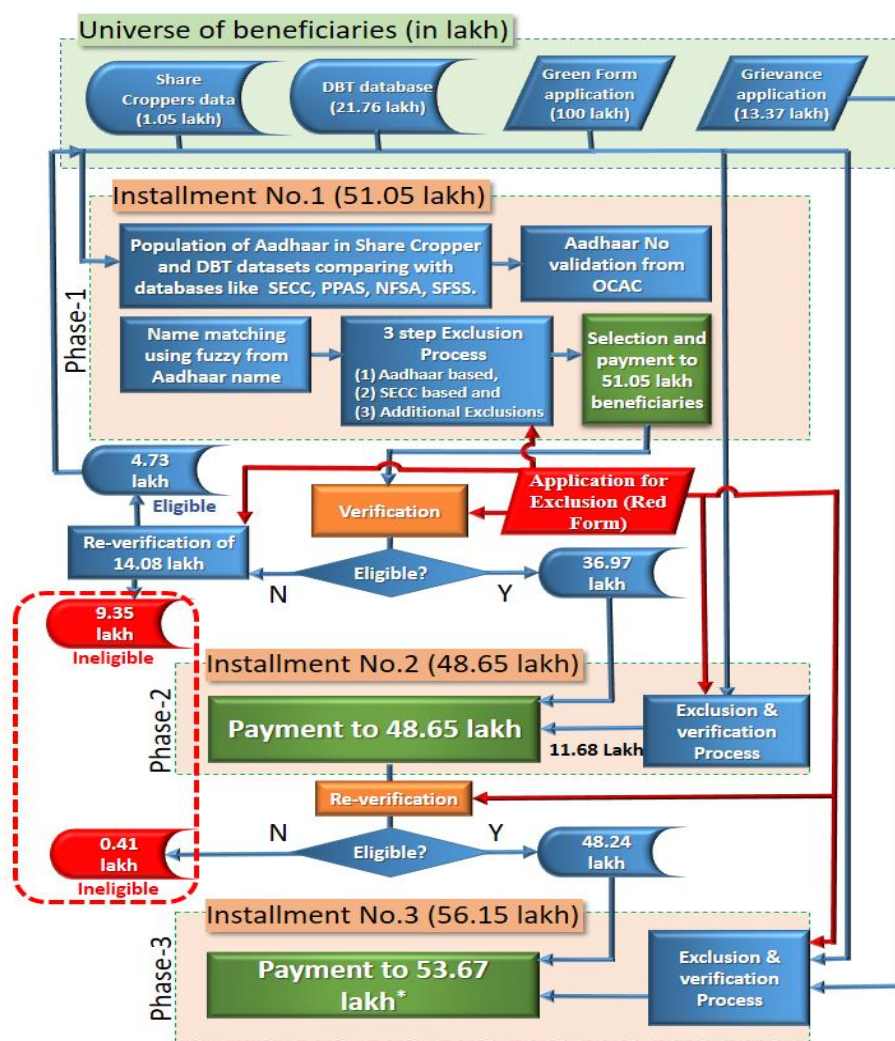 Universe of beneficiaries (in lakh)
Share
Croppers data
(1.05 lakh)
DBT database
(21.76 lakh)
Green Form
application
(100 lakh)
Grievance
application
(13.37 lakh)
Installment No.1 (51.05 lakh)
Phase-1
Population of Aadhaar in Share Cropper
and DBT datasets comparing with
databases like SECC, PPAS, NFSA, SFSS.
Aadhaar No
validation from
OCAC
Name matching
using fuzzy from
Aadhaar name
3 step Exclusion
Process
(1) Aadhaar based,
(2) SECC based and
(3) Additional Exclusions
Selection and
payment to
51.05 lakh
beneficiaries
4.73
lakh
Eligible
Verification
Application for
Exclusion (Red
Form)
Re-verification of
14.08 lakh
N
Eligible?
Y
36.97
lakh
9.35
lakh
Ineligible
Installment No.2 (48.65 lakh)
Phase-2
Payment to 48.65 lakh
11.68 Lakh
Exclusion &
verification
Process
Re-verification
N
Eligible?
Y
48.24
lakh
0.41
lakh
Ineligible
Installment No.3 (56.15 lakh)
Phase-3
Payment to 53.67
lakh*
Exclusion &
verification
Process